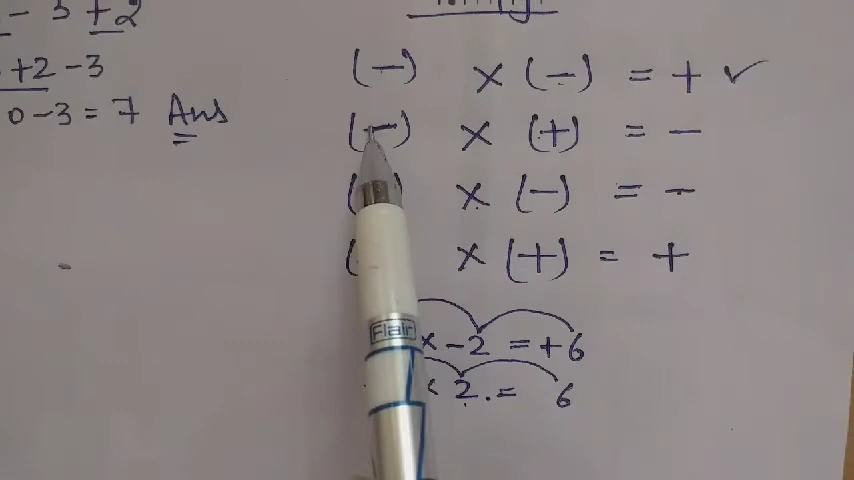 - 3 + 2
+2 - 3
0 - 3 = 7 Ans
(-) × (-) = + ✓
(-) × (+) = -
× (-) = -
× (+) = +
Flair
× -2 = +6
× 2 . = 6